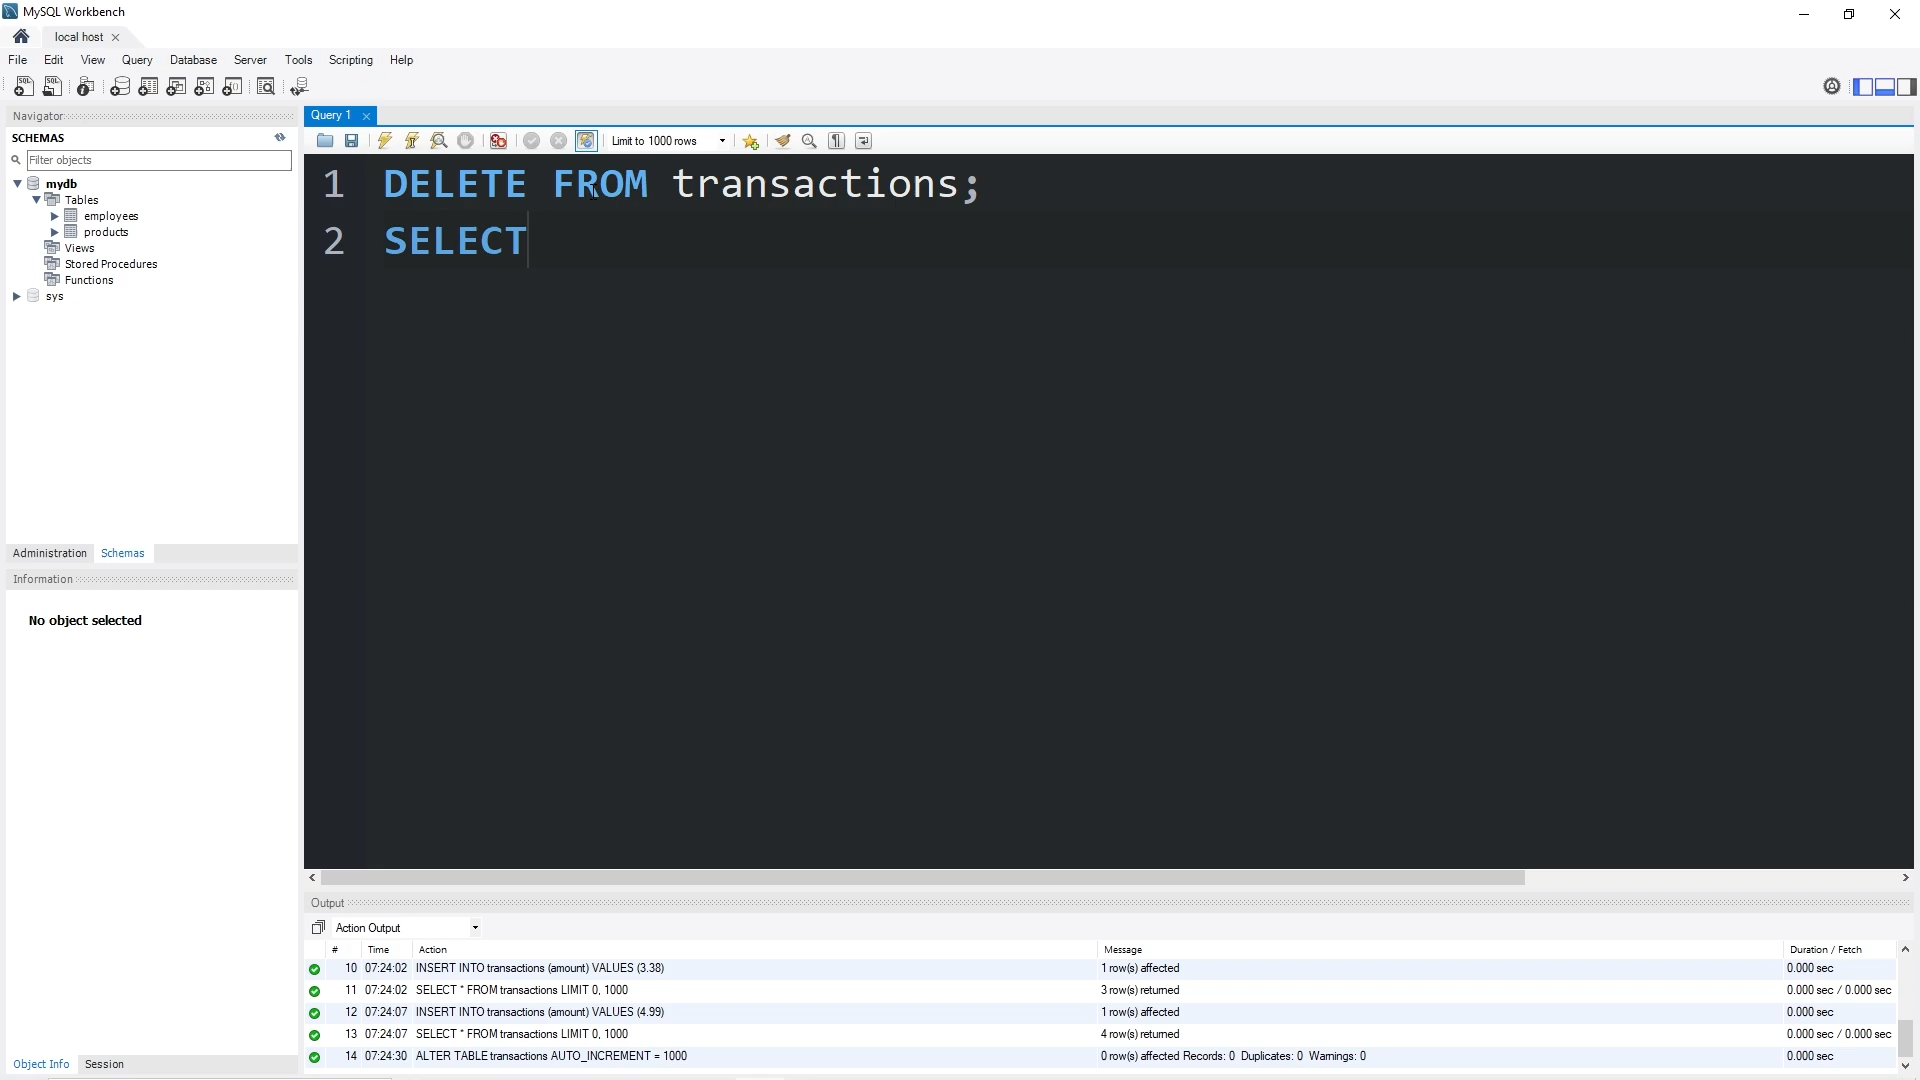 MySQL Workbench
local host
File Edit View Query Database Server Tools Scripting Help
Navigator
SCHEMAS
Filter objects
mydb
Tables
employees
products
Views
Stored Procedures
Functions
sys
Administration Schemas
Information
No object selected
Object Info Session
Query 1
Limit to 1000 rows
1 DELETE FROM transactions;
2 SELECT
Output
Action Output
# Time Action Message Duration / Fetch
10 07:24:02 INSERT INTO transactions (amount) VALUES (3.38) 1 row(s) affected 0.000 sec
11 07:24:02 SELECT * FROM transactions LIMIT 0, 1000 3 row(s) returned 0.000 sec / 0.000 sec
12 07:24:07 INSERT INTO transactions (amount) VALUES (4.99) 1 row(s) affected 0.000 sec
13 07:24:07 SELECT * FROM transactions LIMIT 0, 1000 4 row(s) returned 0.000 sec / 0.000 sec
14 07:24:30 ALTER TABLE transactions AUTO_INCREMENT = 1000 0 row(s) affected Records: 0 Duplicates: 0 Warnings: 0 0.000 sec